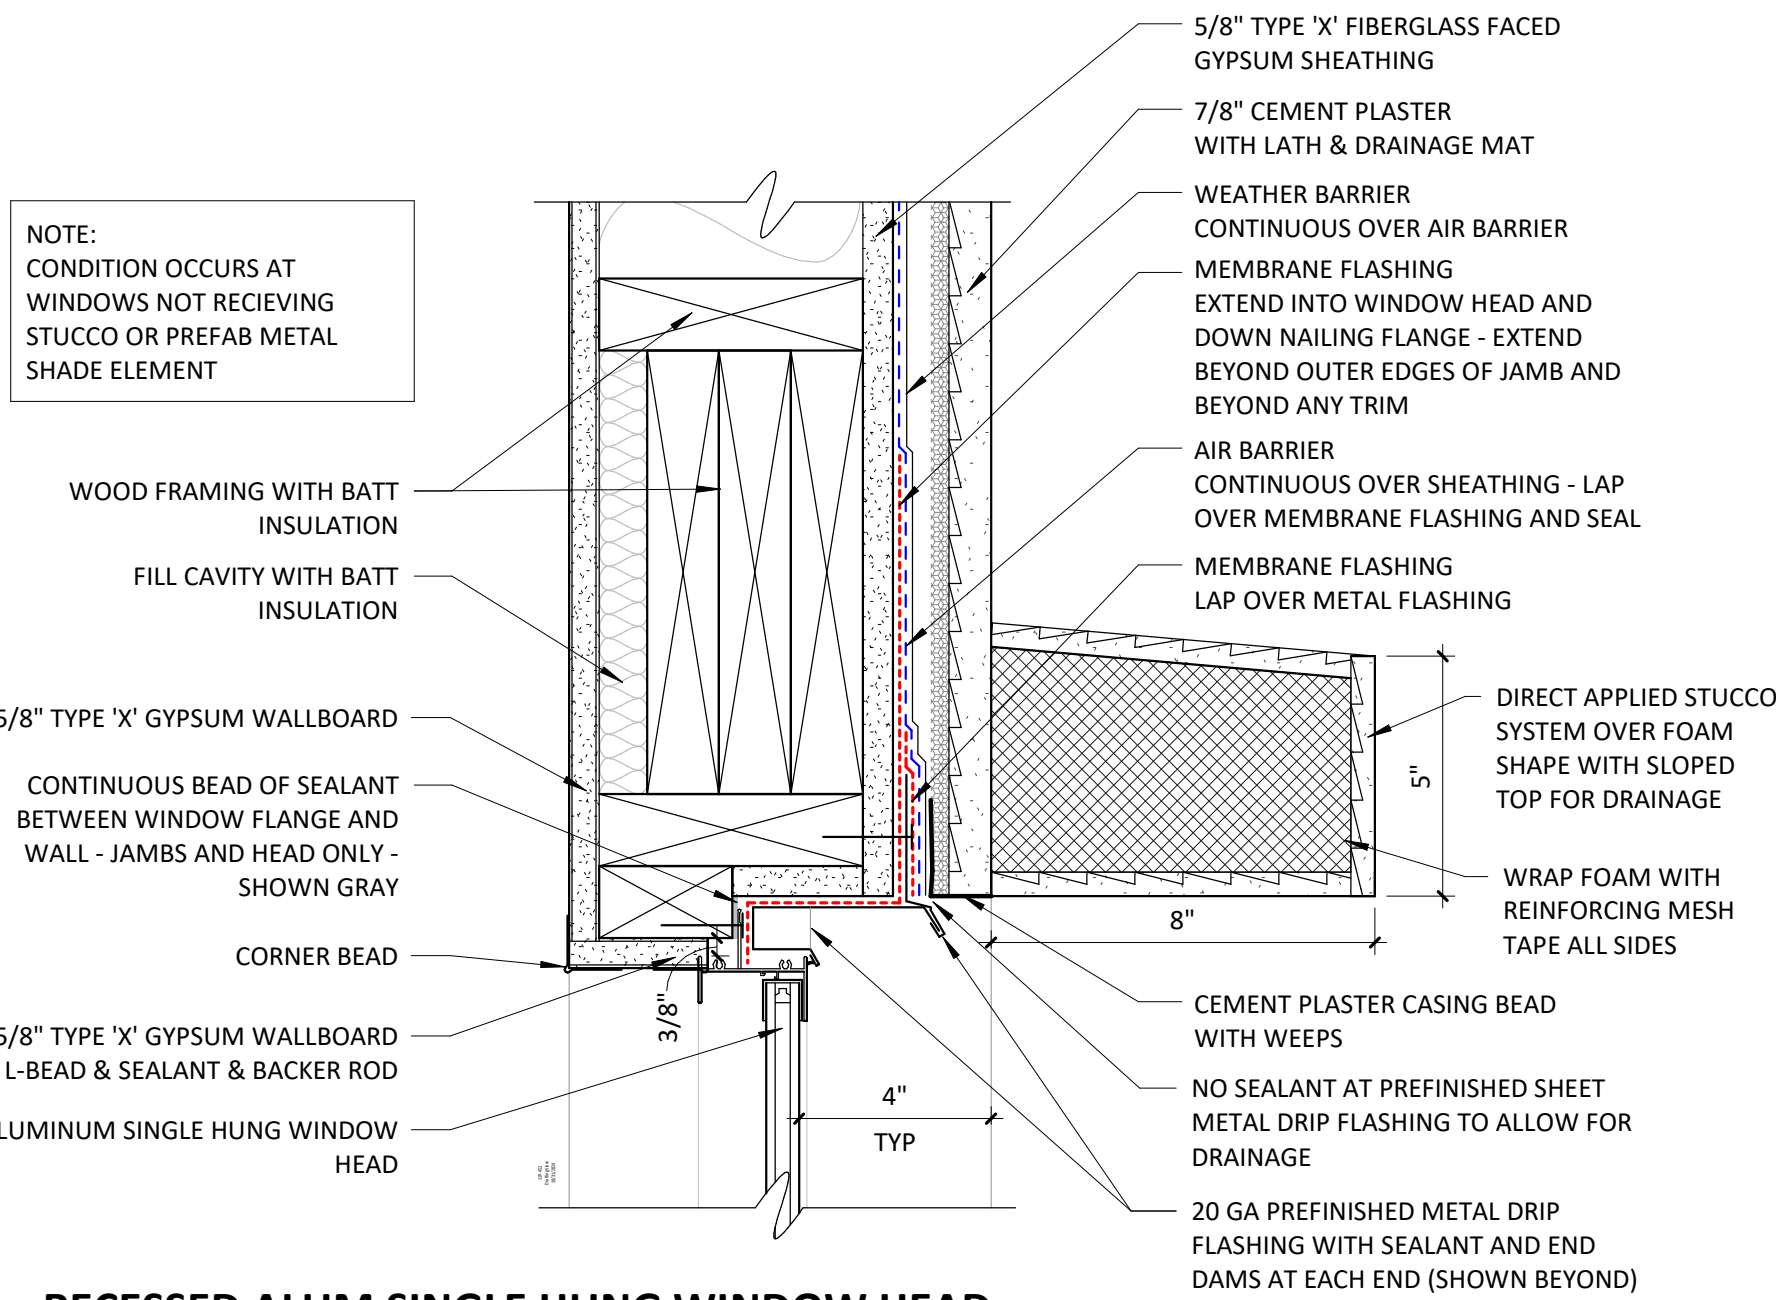 5/8" TYPE 'X' FIBERGLASS FACED
GYPSUM SHEATHING
7/8" CEMENT PLASTER
WITH LATH & DRAINAGE MAT
WEATHER BARRIER
CONTINUOUS OVER AIR BARRIER
MEMBRANE FLASHING
EXTEND INTO WINDOW HEAD AND
DOWN NAILING FLANGE - EXTEND
BEYOND OUTER EDGES OF JAMB AND
BEYOND ANY TRIM
AIR BARRIER
CONTINUOUS OVER SHEATHING - LAP
OVER MEMBRANE FLASHING AND SEAL
MEMBRANE FLASHING
LAP OVER METAL FLASHING
DIRECT APPLIED STUCCO
SYSTEM OVER FOAM
SHAPE WITH SLOPED
TOP FOR DRAINAGE
5"
WRAP FOAM WITH
REINFORCING MESH
TAPE ALL SIDES
8"
CEMENT PLASTER CASING BEAD
WITH WEEPS
NO SEALANT AT PREFINISHED SHEET
METAL DRIP FLASHING TO ALLOW FOR
DRAINAGE
20 GA PREFINISHED METAL DRIP
FLASHING WITH SEALANT AND END
DAMS AT EACH END (SHOWN BEYOND)
NOTE:
CONDITION OCCURS AT
WINDOWS NOT RECIEVING
STUCCO OR PREFAB METAL
SHADE ELEMENT
WOOD FRAMING WITH BATT
INSULATION
FILL CAVITY WITH BATT
INSULATION
5/8" TYPE 'X' GYPSUM WALLBOARD
CONTINUOUS BEAD OF SEALANT
BETWEEN WINDOW FLANGE AND
WALL - JAMBS AND HEAD ONLY -
SHOWN GRAY
CORNER BEAD
5/8" TYPE 'X' GYPSUM WALLBOARD
L-BEAD & SEALANT & BACKER ROD
LUMINUM SINGLE HUNG WINDOW
HEAD
3/8"
4"
TYP
RECESSED ALUM SINGLE HUNG WINDOW HEAD